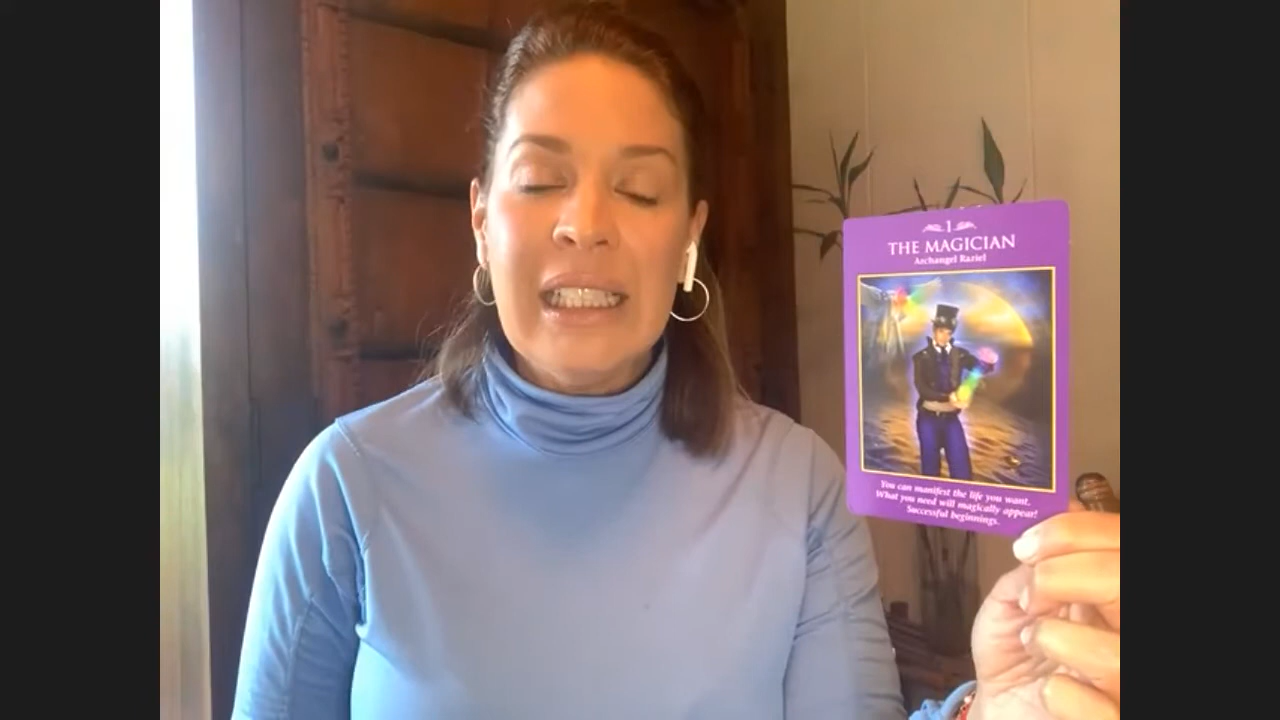 1
THE MAGICIAN
Archangel Raziel
You can manifest the life you want.
What you need will magically appear!
Successful beginnings.